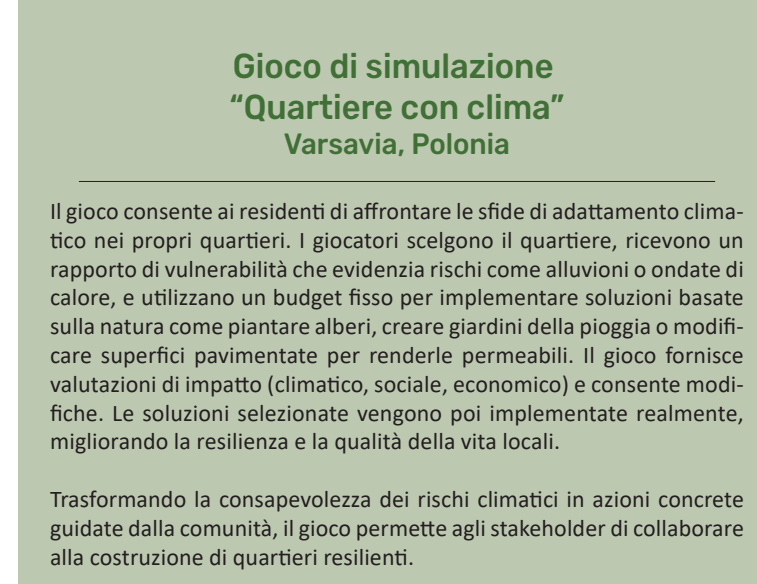 Gioco di simulazione
“Quartiere con clima”
Varsavia, Polonia
Il gioco consente ai residenti di affrontare le sfide di adattamento clima-
tico nei propri quartieri. I giocatori scelgono il quartiere, ricevono un
rapporto di vulnerabilità che evidenzia rischi come alluvioni o ondate di
calore, e utilizzano un budget fisso per implementare soluzioni basate
sulla natura come piantare alberi, creare giardini della pioggia o modifi-
care superfici pavimentate per renderle permeabili. Il gioco fornisce
valutazioni di impatto (climatico, sociale, economico) e consente modi-
fiche. Le soluzioni selezionate vengono poi implementate realmente,
migliorando la resilienza e la qualità della vita locali.
Trasformando la consapevolezza dei rischi climatici in azioni concrete
guidate dalla comunità, il gioco permette agli stakeholder di collaborare
alla costruzione di quartieri resilienti.